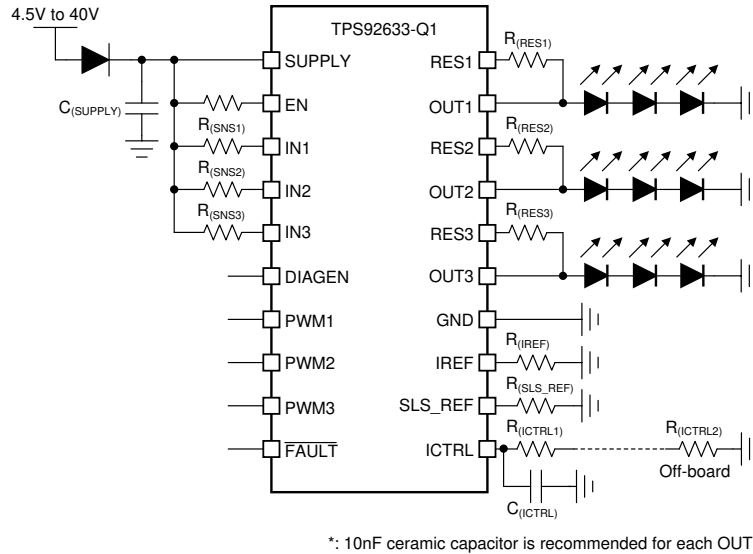 4.5V to 40V
TPS92633-Q1
SUPPLY
EN
IN1
IN2
IN3
DIAGEN
PWM1
PWM2
PWM3
FAULT
C(SUPPLY)
R(SNS1)
R(SNS2)
R(SNS3)
RES1
OUT1
RES2
OUT2
RES3
OUT3
GND
IREF
SLS_REF
ICTRL
R(RES1)
R(RES2)
R(RES3)
R(IREF)
R(SLS_REF)
R(ICTRL1)
R(ICTRL2)
Off-board
C(ICTRL)
*: 10nF ceramic capacitor is recommended for each OUT